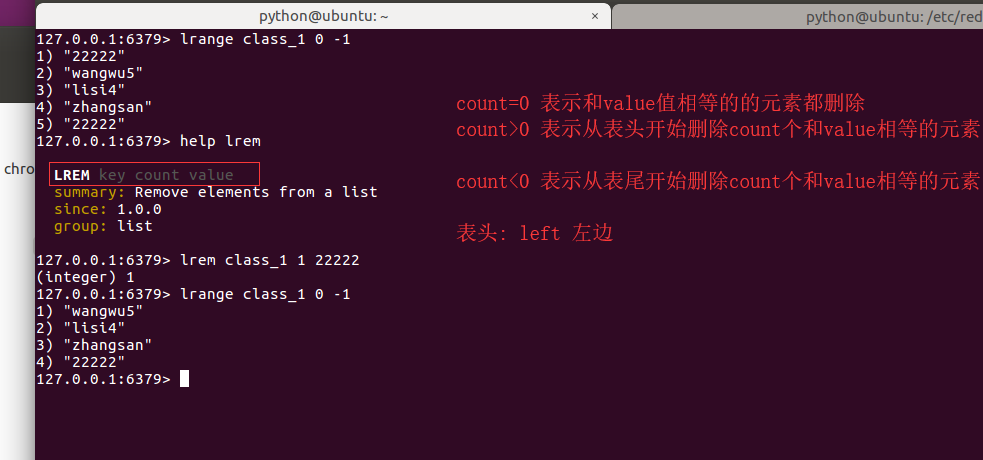 python@ubuntu: ~
×
python@ubuntu: /etc/red
127.0.0.1:6379> lrange class_1 0 -1
1) "22222"
2) "wangwu5"
3) "lisi4"
4) "zhangsan"
5) "22222"
127.0.0.1:6379> help lrem
count=0 表示和value值相等的的元素都删除
count>0 表示从表头开始删除count个和value相等的元素
count<0 表示从表尾开始删除count个和value相等的元素
表头: left 左边
chro
LREM key count value
summary: Remove elements from a list
since: 1.0.0
group: list
127.0.0.1:6379> lrem class_1 1 22222
(integer) 1
127.0.0.1:6379> lrange class_1 0 -1
1) "wangwu5"
2) "lisi4"
3) "zhangsan"
4) "22222"
127.0.0.1:6379>